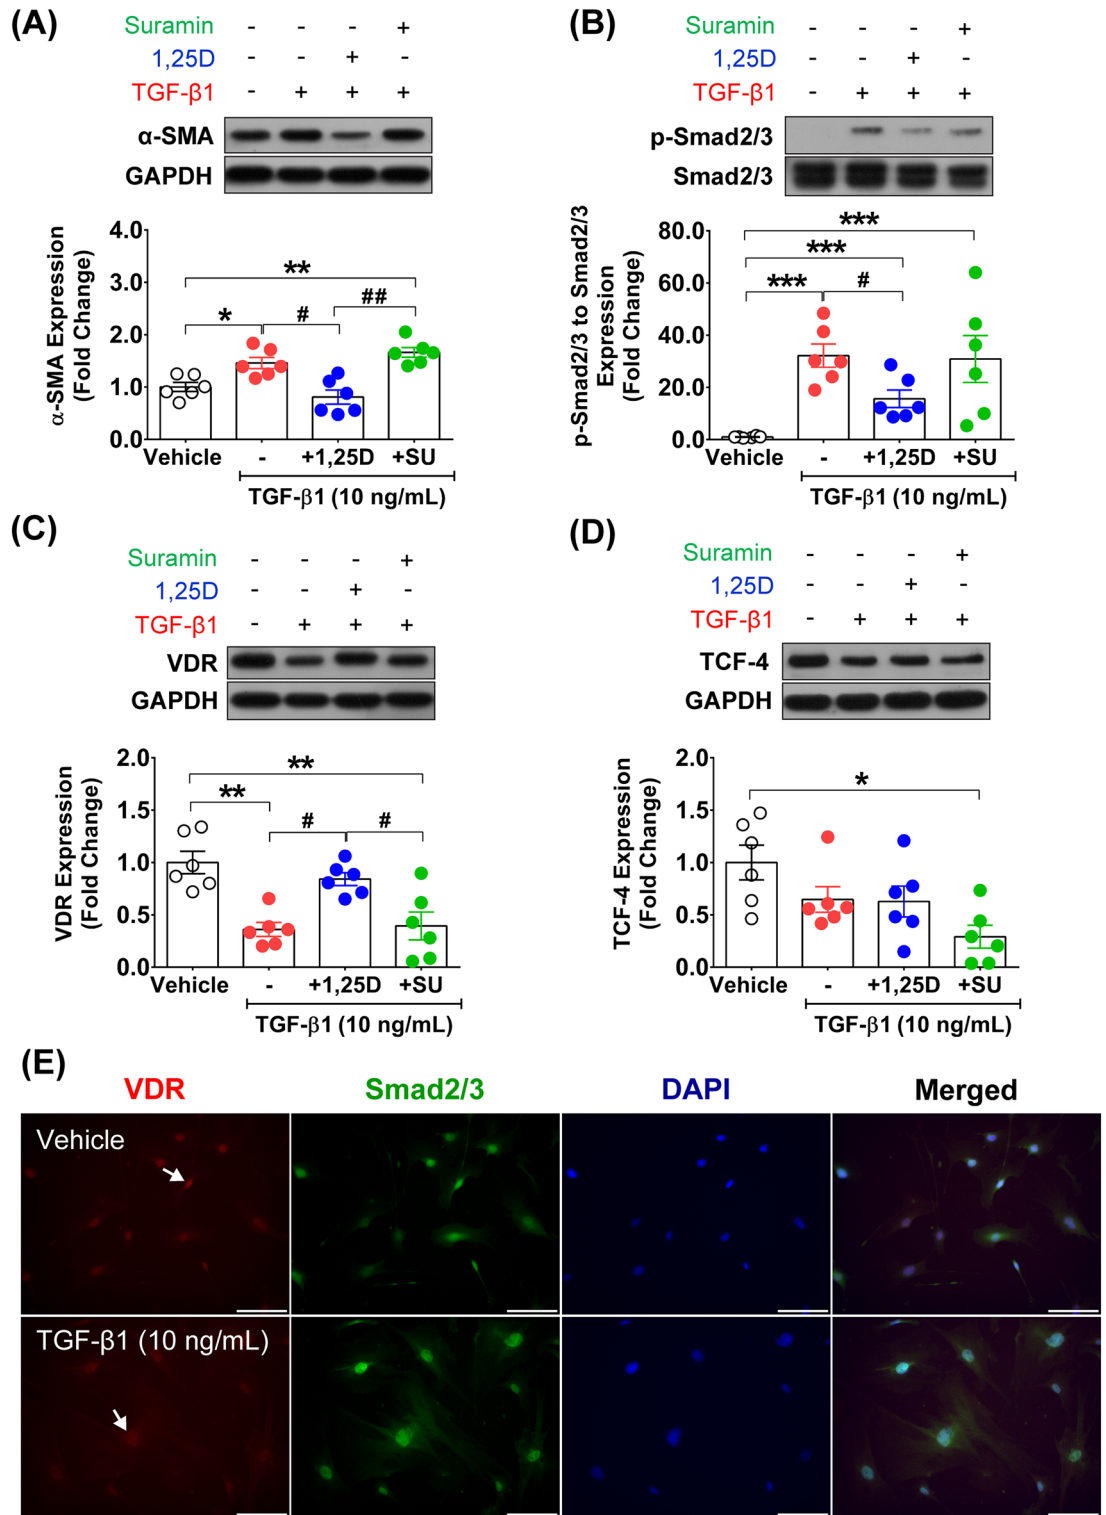 (A)
Suramin - - - +
1,25D - - + -
TGF-β1 - + + +
α-SMA
GAPDH
α-SMA Expression
(Fold Change)
4.0
3.0
2.0
1.0
0.0
**
* # ##
Vehicle - +1,25D +SU
TGF-β1 (10 ng/mL)
(B)
Suramin - - - +
1,25D - - + -
TGF-β1 - + + +
p-Smad2/3
Smad2/3
p-Smad2/3 to Smad2/3
Expression
(Fold Change)
80.0
60.0
40.0
20.0
0.0
***
***
*** #
Vehicle - +1,25D +SU
TGF-β1 (10 ng/mL)
(C)
Suramin - - - +
1,25D - - + -
TGF-β1 - + + +
VDR
GAPDH
VDR Expression
(Fold Change)
2.0
1.5
1.0
0.5
0.0
**
**
# #
Vehicle - +1,25D +SU
TGF-β1 (10 ng/mL)
(D)
Suramin - - - +
1,25D - - + -
TGF-β1 - + + +
TCF-4
GAPDH
TCF-4 Expression
(Fold Change)
2.0
1.5
1.0
0.5
0.0
*
Vehicle - +1,25D +SU
TGF-β1 (10 ng/mL)
(E)
VDR Smad2/3 DAPI Merged
Vehicle
TGF-β1 (10 ng/mL)